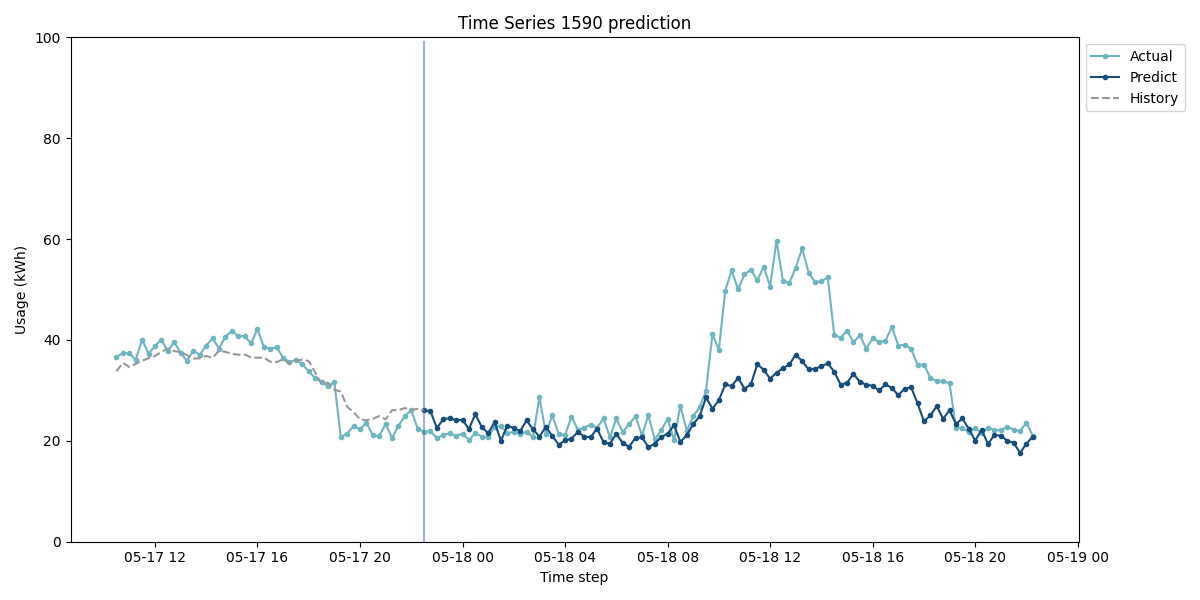 Time Series 1590 prediction
100
80
60
40
20
0
Usage (kWh)
05-17 12 05-17 16 05-17 20 05-18 00 05-18 04 05-18 08 05-18 12 05-18 16 05-18 20 05-19 00
Time step
Actual
Predict
History